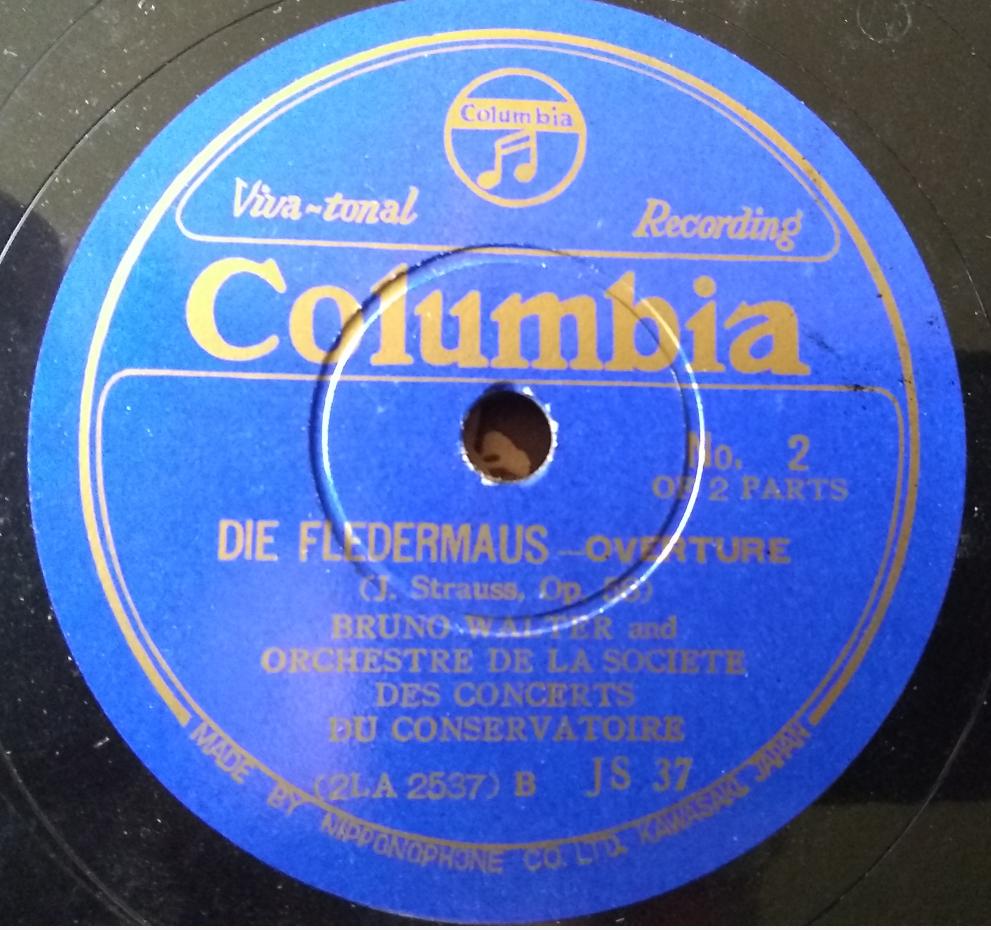 Columbia
Viva-tonal Recording
Columbia
No. 2
OF 2 PARTS
DIE FLEDERMAUS – OVERTURE
(J. Strauss, Op. 56)
BRUNO WALTER and
ORCHESTRE DE LA SOCIETE
DES CONCERTS
DU CONSERVATOIRE
(2LA 2537) B JS 37
MADE BY NIPPONOPHONE CO. LTD. KAWASAKI, JAPAN